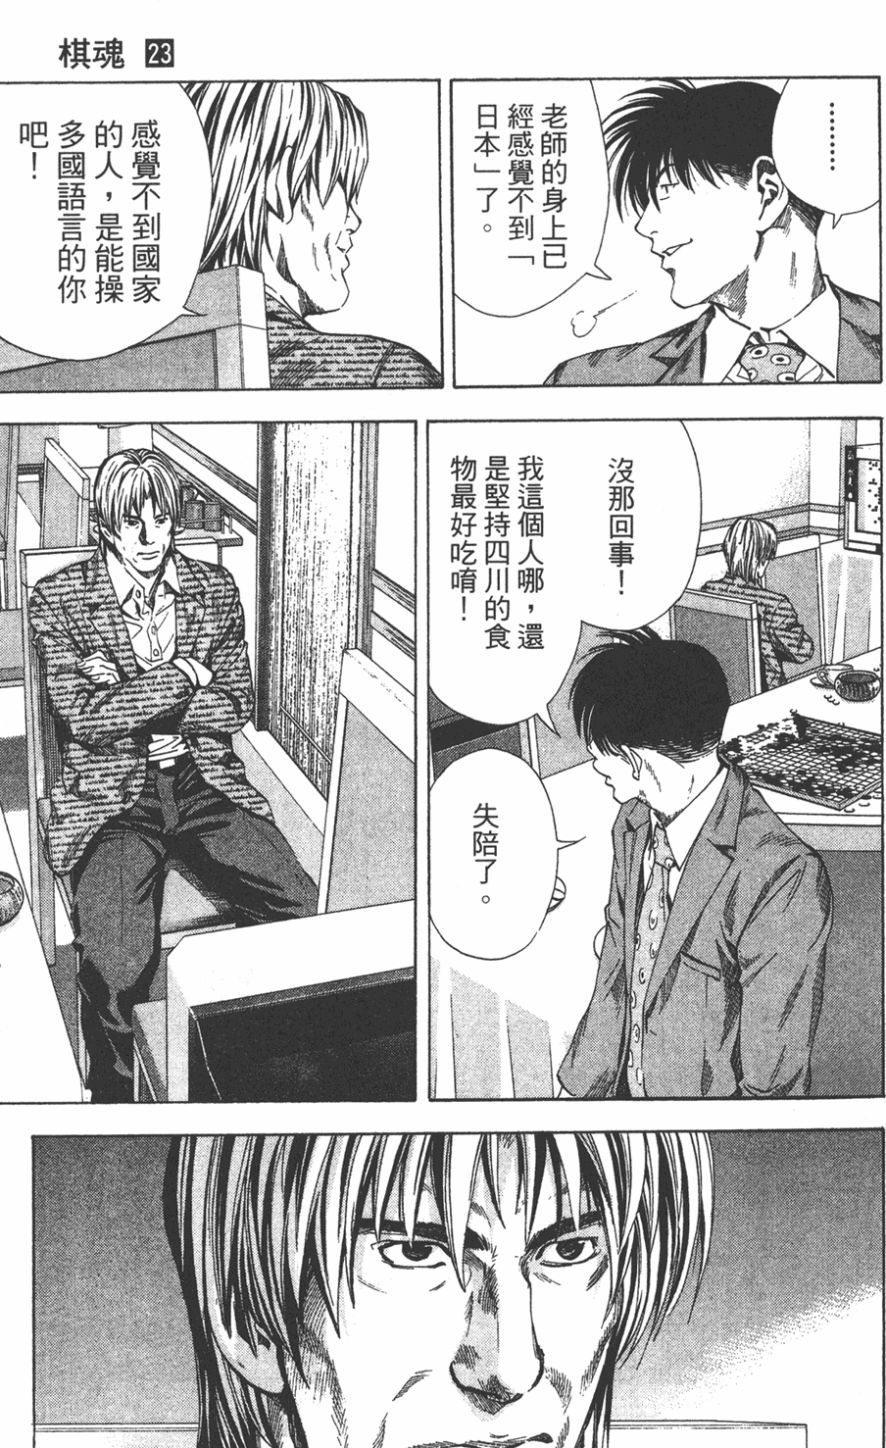 棋魂 23
………
老師的身上已
經感覺不到「
日本」了。
感覺不到國家
的人，是能操
多國語言的你
吧！
沒那回事！
我這個人哪，還
是堅持四川的食
物最好吃唷！
失陪了。